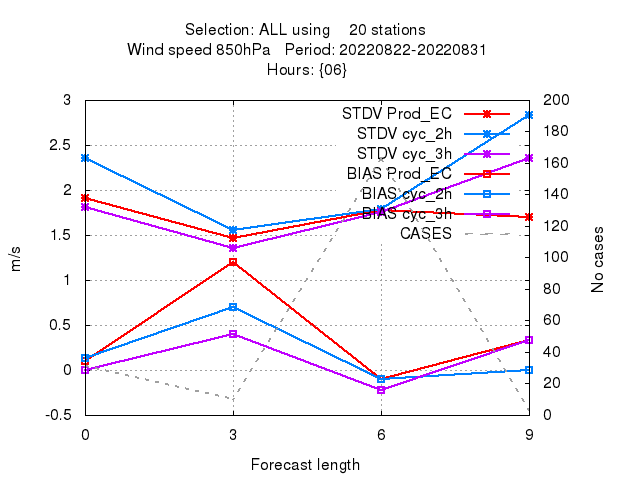 Selection: ALL using 20 stations
Wind speed 850hPa Period: 20220822-20220831
Hours: {06}
3
2.5
2
1.5
1
0.5
0
-0.5
m/s
200
180
160
140
120
100
80
60
40
20
0
No cases
STDV Prod_EC
STDV cyc_2h
STDV cyc_3h
BIAS Prod_EC
BIAS cyc_2h
BIAS cyc_3h
CASES
0 3 6 9
Forecast length